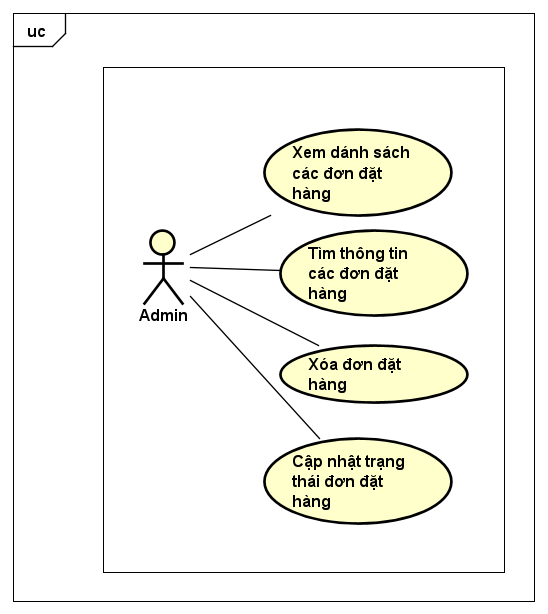 uc
Xem dánh sách
các đơn đặt
hàng
Tìm thông tin
các đơn đặt
hàng
Admin
Xóa đơn đặt
hàng
Cập nhật trạng
thái đơn đặt
hàng